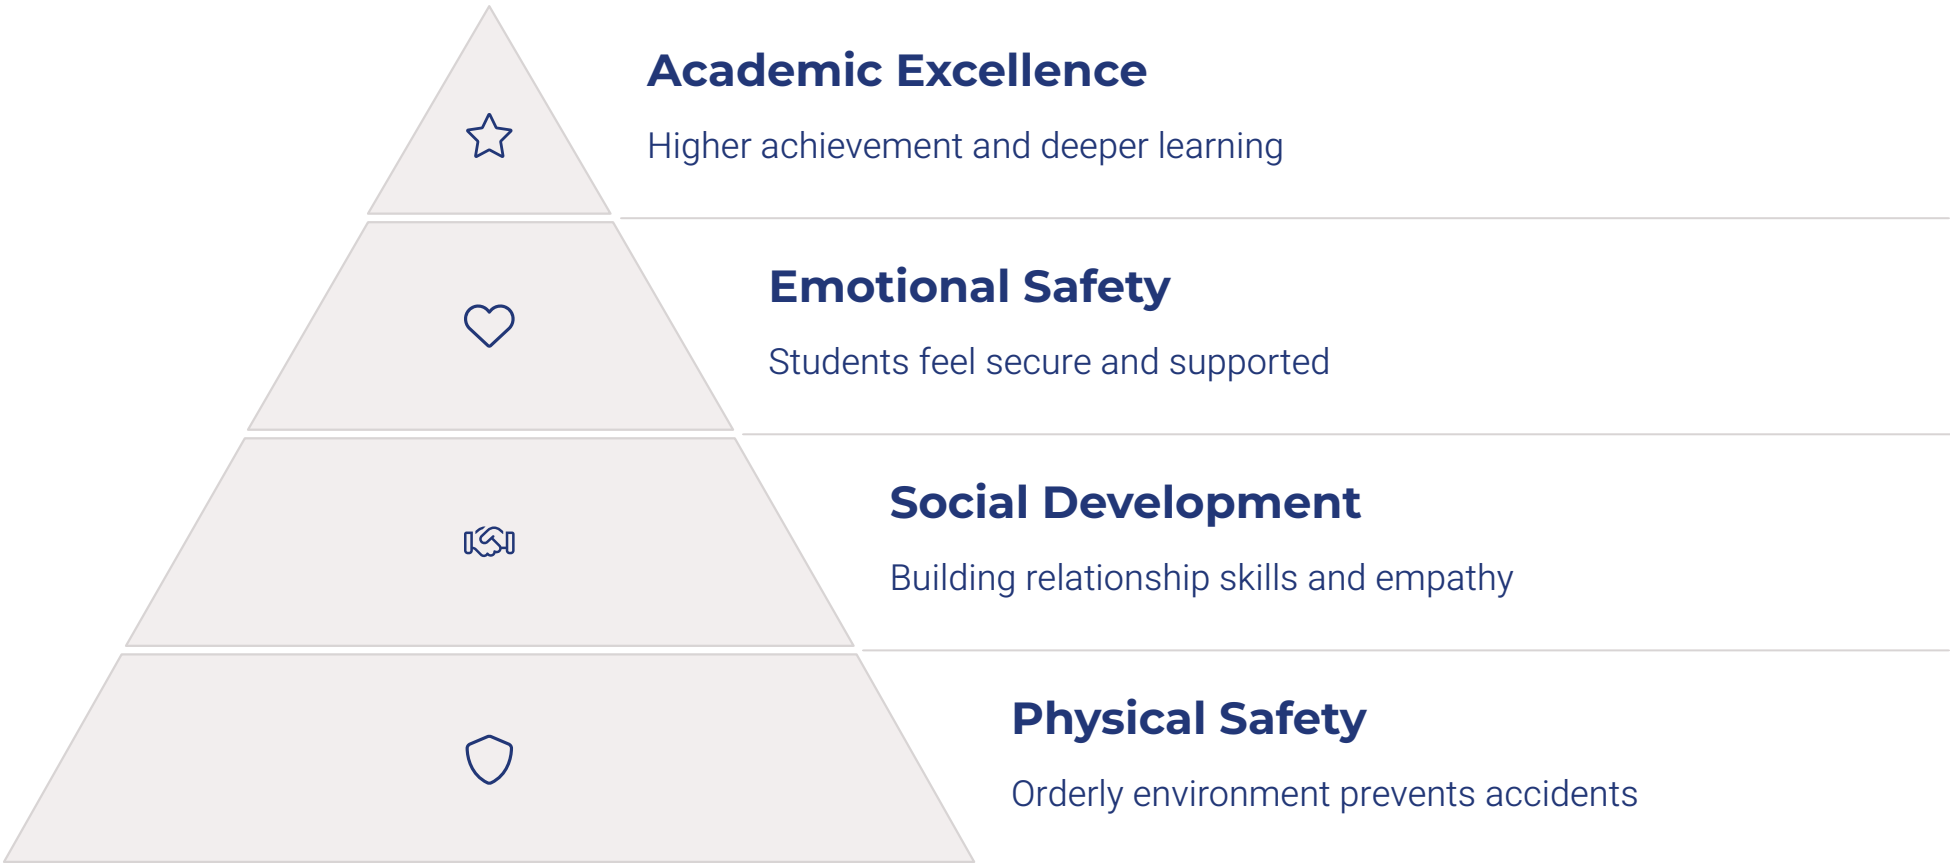 Academic Excellence
Higher achievement and deeper learning
Emotional Safety
Students feel secure and supported
Social Development
Building relationship skills and empathy
Physical Safety
Orderly environment prevents accidents